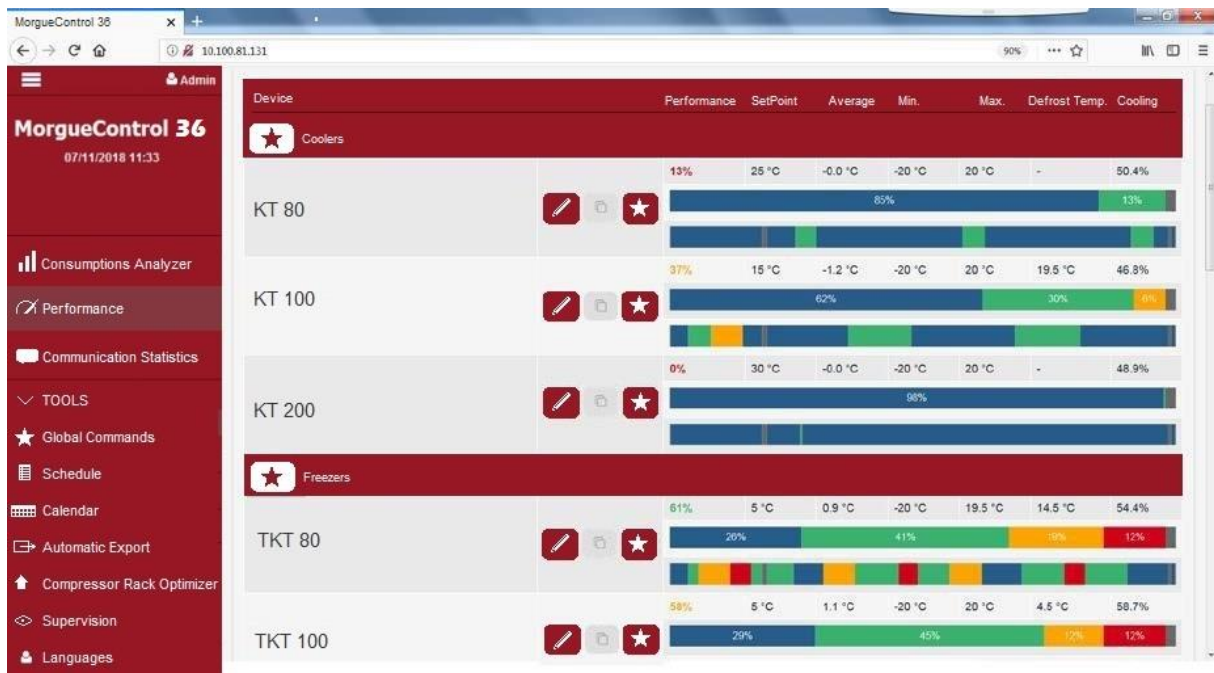 MorgueControl 36
10.100.81.131
90%
Admin
MorgueControl 36
07/11/2018 11:33
Consumptions Analyzer
Performance
Communication Statistics
TOOLS
Global Commands
Schedule
Calendar
Automatic Export
Compressor Rack Optimizer
Supervision
Languages
Device Performance SetPoint Average Min. Max. Defrost Temp. Cooling
Coolers
KT 80
13% 25 °C -0.0 °C -20 °C 20 °C - 50.4%
85% 13%
KT 100
37% 15 °C -1.2 °C -20 °C 20 °C 19.5 °C 46.8%
62% 30% 6%
KT 200
0% 30 °C -0.0 °C -20 °C 20 °C - 48.9%
98%
Freezers
TKT 80
61% 5 °C 0.9 °C -20 °C 19.5 °C 14.5 °C 54.4%
26% 41% 12%
TKT 100
58% 5 °C 1.1 °C -20 °C 20 °C 4.5 °C 58.7%
29% 45% 12% 12%